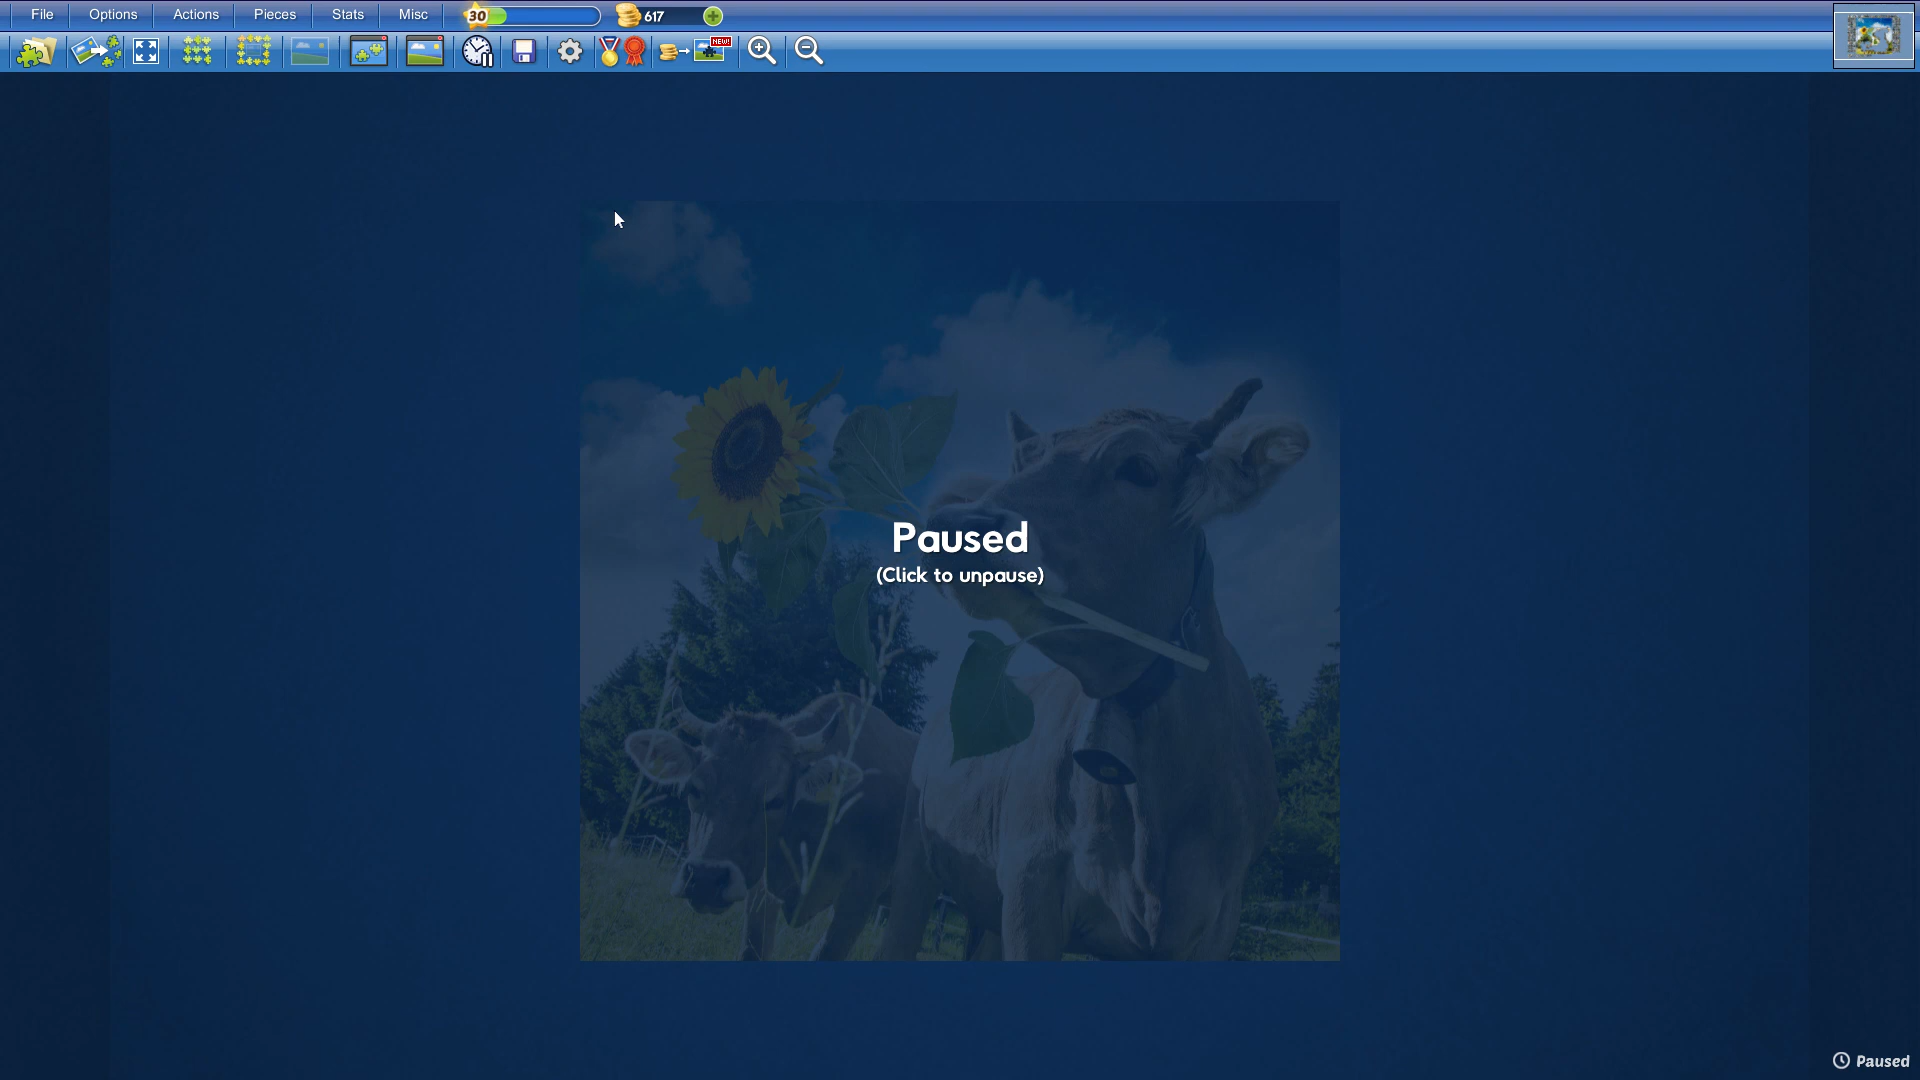 File Options Actions Pieces Stats Misc 30 617
NEW!
Paused
(Click to unpause)
Paused